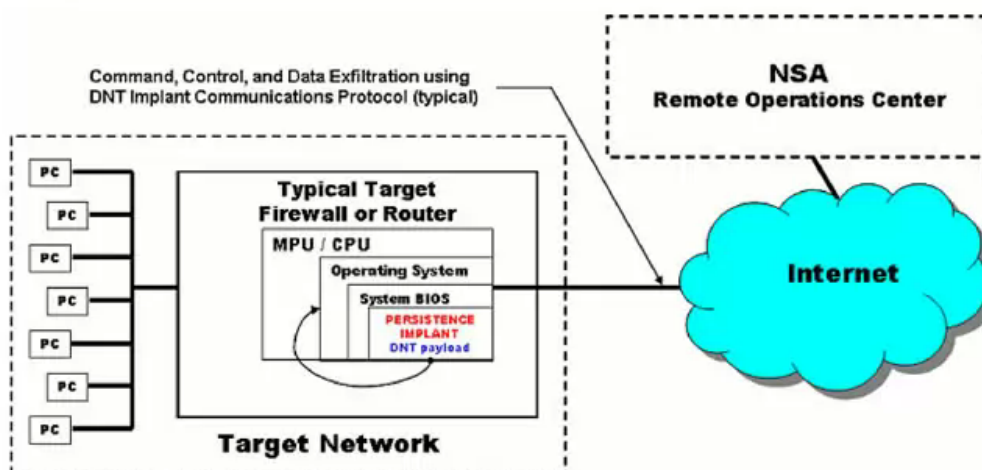 Command, Control, and Data Exfiltration using
DNT Implant Communications Protocol (typical)
NSA
Remote Operations Center
PC
PC
PC
PC
PC
PC
PC
Typical Target
Firewall or Router
MPU / CPU
Operating System
System BIOS
PERSISTENCE
IMPLANT
DNT payload
Internet
Target Network